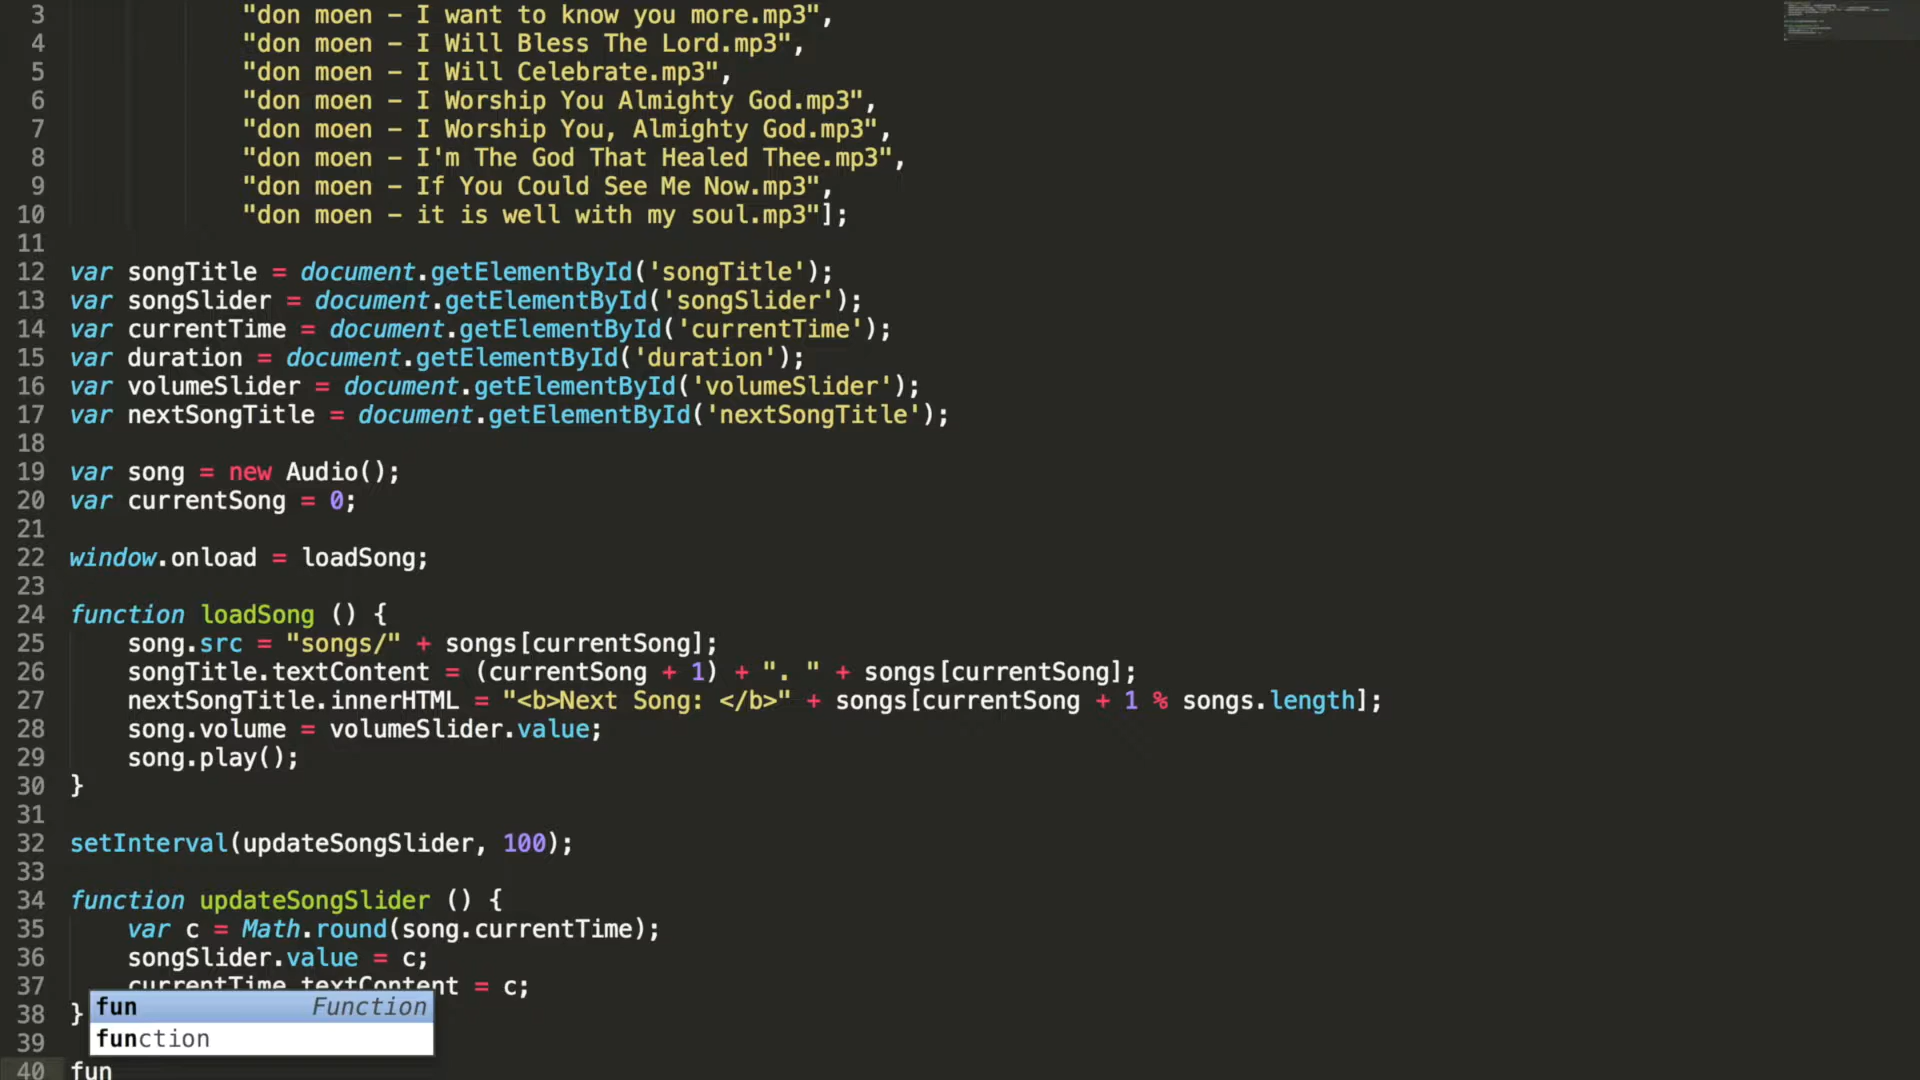 3 "don moen – I want to know you more.mp3",
4 "don moen – I Will Bless The Lord.mp3",
5 "don moen – I Will Celebrate.mp3",
6 "don moen – I Worship You Almighty God.mp3",
7 "don moen – I Worship You, Almighty God.mp3",
8 "don moen – I'm The God That Healed Thee.mp3",
9 "don moen – If You Could See Me Now.mp3",
10 "don moen – it is well with my soul.mp3"];
11
12 var songTitle = document.getElementById('songTitle');
13 var songSlider = document.getElementById('songSlider');
14 var currentTime = document.getElementById('currentTime');
15 var duration = document.getElementById('duration');
16 var volumeSlider = document.getElementById('volumeSlider');
17 var nextSongTitle = document.getElementById('nextSongTitle');
18
19 var song = new Audio();
20 var currentSong = 0;
21
22 window.onload = loadSong;
23
24 function loadSong () {
25 song.src = "songs/" + songs[currentSong];
26 songTitle.textContent = (currentSong + 1) + ". " + songs[currentSong];
27 nextSongTitle.innerHTML = "<b>Next Song: </b>" + songs[currentSong + 1 % songs.length];
28 song.volume = volumeSlider.value;
29 song.play();
30 }
31
32 setInterval(updateSongSlider, 100);
33
34 function updateSongSlider () {
35 var c = Math.round(song.currentTime);
36 songSlider.value = c;
37 currentTime.textContent = c;
fun Function
38 }
function
39
40 fun